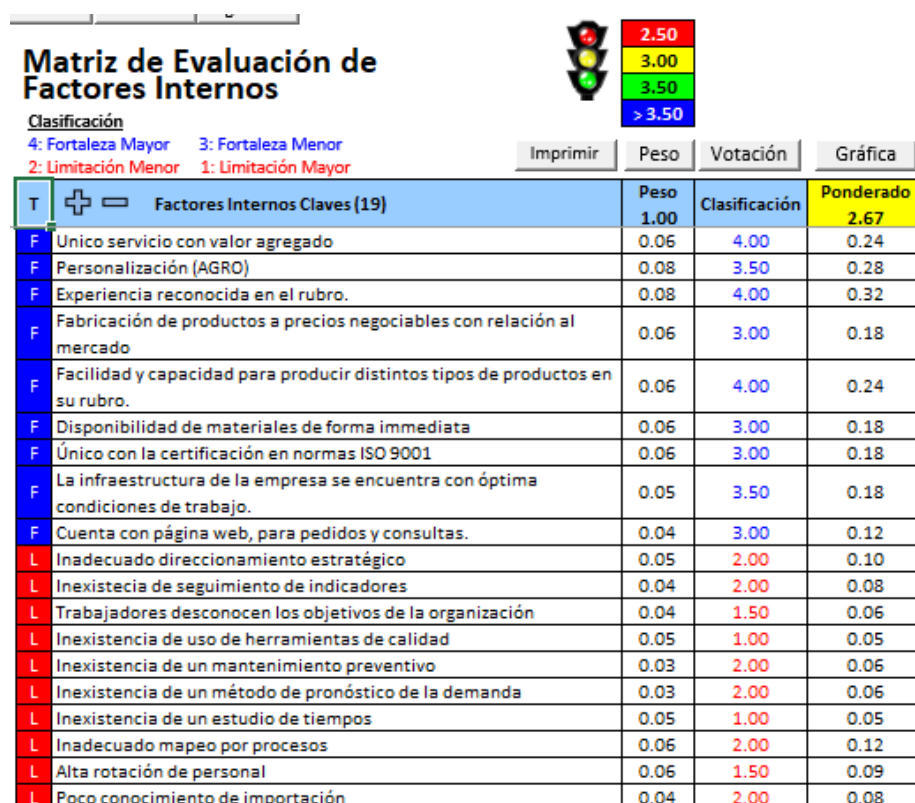 2.50
Matriz de Evaluación de
3.00
Factores Internos
3.50
> 3.50
Clasificación
4: Fortaleza Mayor 3: Fortaleza Menor
2: Limitación Menor 1: Limitación Mayor
Imprimir Peso Votación Gráfica
T Factores Internos Claves (19) Peso 1.00 Clasificación Ponderado 2.67
F Unico servicio con valor agregado 0.06 4.00 0.24
F Personalización (AGRO) 0.08 3.50 0.28
F Experiencia reconocida en el rubro. 0.08 4.00 0.32
F Fabricación de productos a precios negociables con relación al
mercado 0.06 3.00 0.18
F Facilidad y capacidad para producir distintos tipos de productos en
su rubro. 0.06 4.00 0.24
F Disponibilidad de materiales de forma immediata 0.06 3.00 0.18
F Único con la certificación en normas ISO 9001 0.06 3.00 0.18
F La infraestructura de la empresa se encuentra con óptima
condiciones de trabajo. 0.05 3.50 0.18
F Cuenta con página web, para pedidos y consultas. 0.04 3.00 0.12
L Inadecuado direccionamiento estratégico 0.05 2.00 0.10
L Inexistecia de seguimiento de indicadores 0.04 2.00 0.08
L Trabajadores desconocen los objetivos de la organización 0.04 1.50 0.06
L Inexistencia de uso de herramientas de calidad 0.05 1.00 0.05
L Inexistencia de un mantenimiento preventivo 0.03 2.00 0.06
L Inexistencia de un método de pronóstico de la demanda 0.03 2.00 0.06
L Inexistencia de un estudio de tiempos 0.05 1.00 0.05
L Inadecuado mapeo por procesos 0.06 2.00 0.12
L Alta rotación de personal 0.06 1.50 0.09
L Poco conocimiento de importación 0.04 2.00 0.08